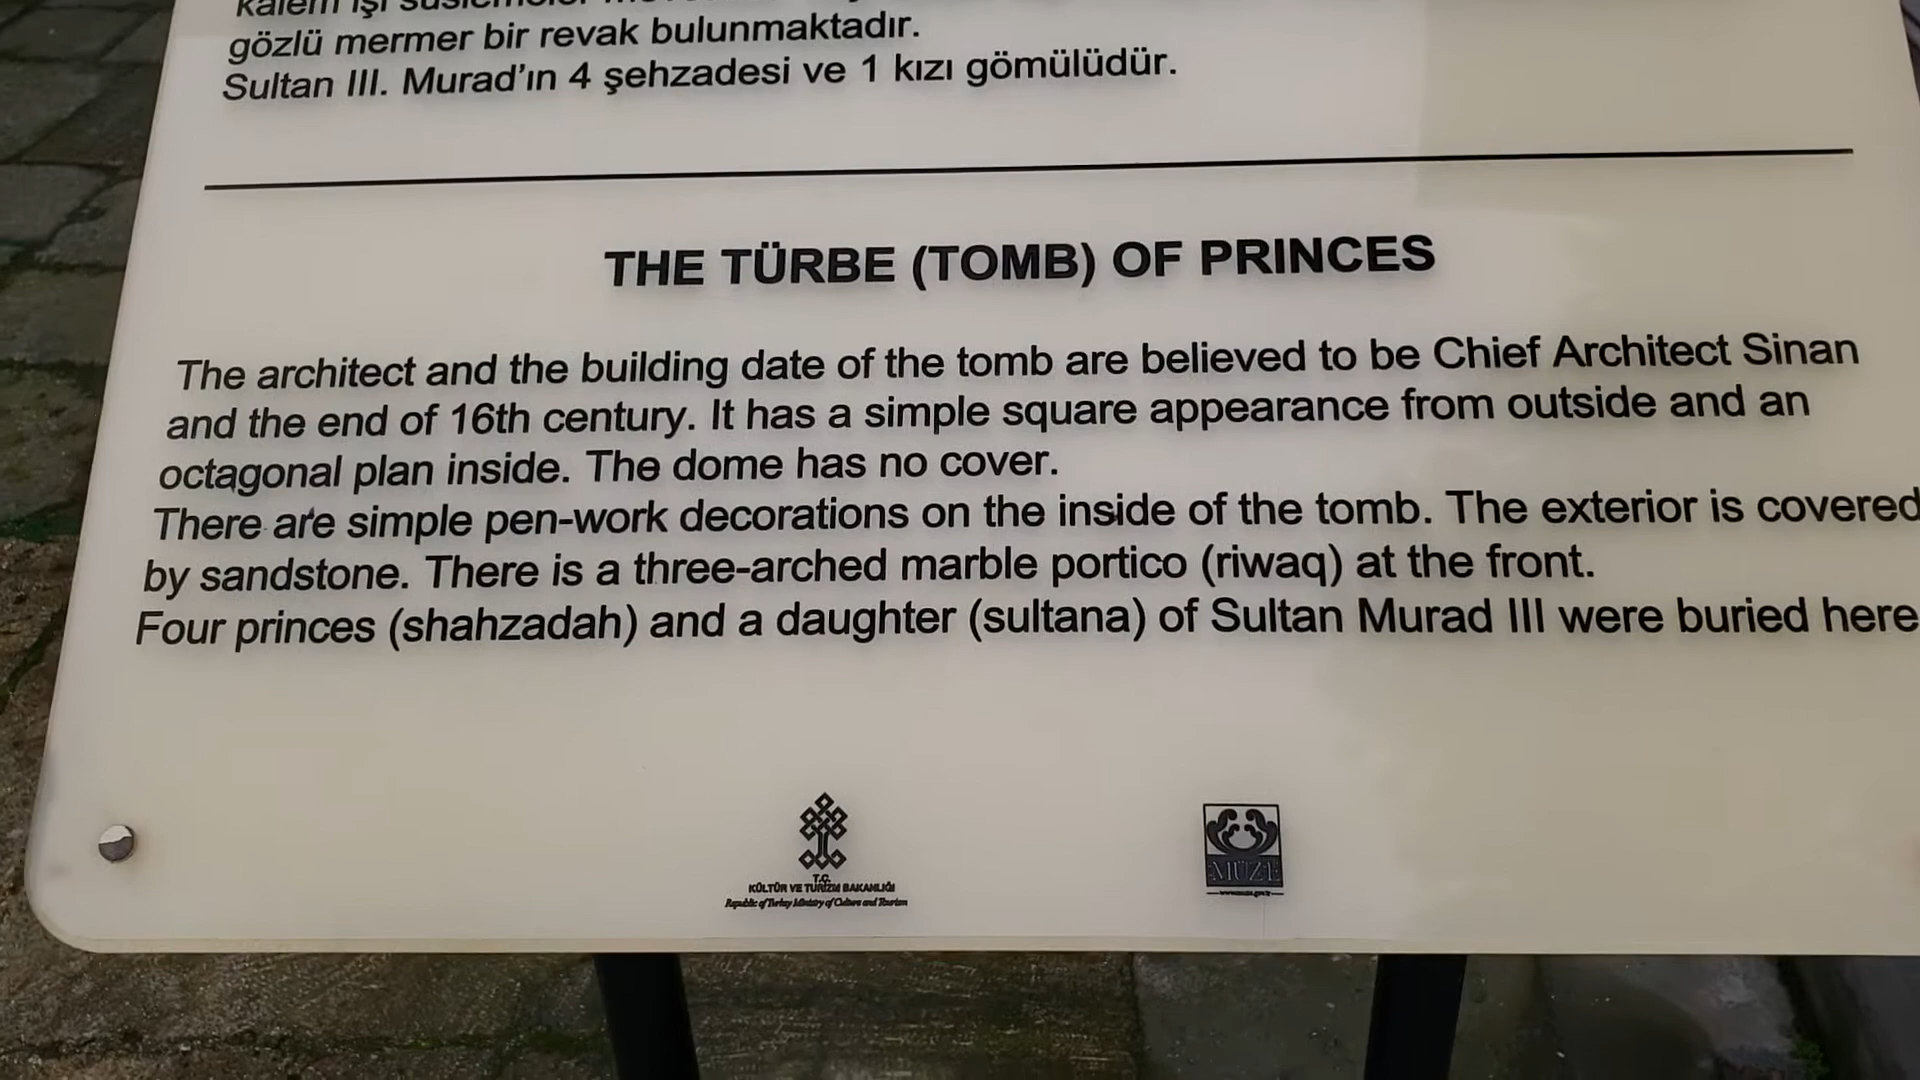 kalem işi süslemeler
gözlü mermer bir revak bulunmaktadır.
Sultan III. Murad'ın 4 şehzadesi ve 1 kızı gömülüdür.
THE TÜRBE (TOMB) OF PRINCES
The architect and the building date of the tomb are believed to be Chief Architect Sinan
and the end of 16th century. It has a simple square appearance from outside and an
octagonal plan inside. The dome has no cover.
There are simple pen-work decorations on the inside of the tomb. The exterior is covered
by sandstone. There is a three-arched marble portico (riwaq) at the front.
Four princes (shahzadah) and a daughter (sultana) of Sultan Murad III were buried here
T.C.
KÜLTÜR VE TURİZM BAKANLIĞI
Republic of Turkey Ministry of Culture and Tourism
MÜZE